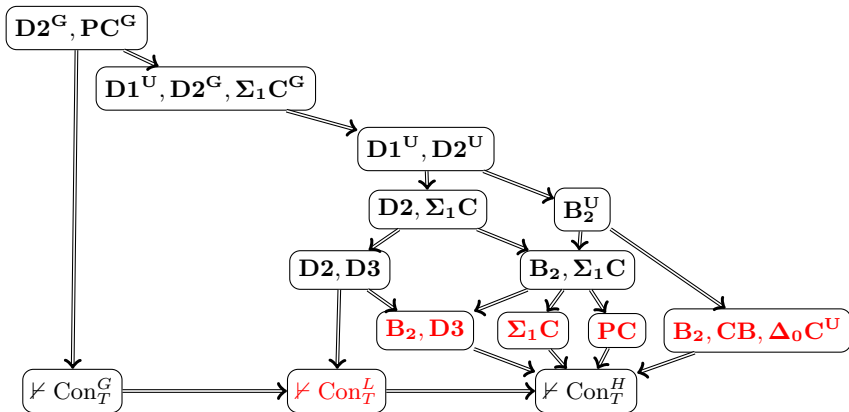 D2^G, PC^G
D1^U, D2^G, Σ₁C^G
D1^U, D2^U
D2, Σ₁C
B₂^U
D2, D3
B₂, Σ₁C
B₂, D3
Σ₁C
PC
B₂, CB, Δ₀C^U
⊬ Con_T^G
⊬ Con_T^L
⊬ Con_T^H